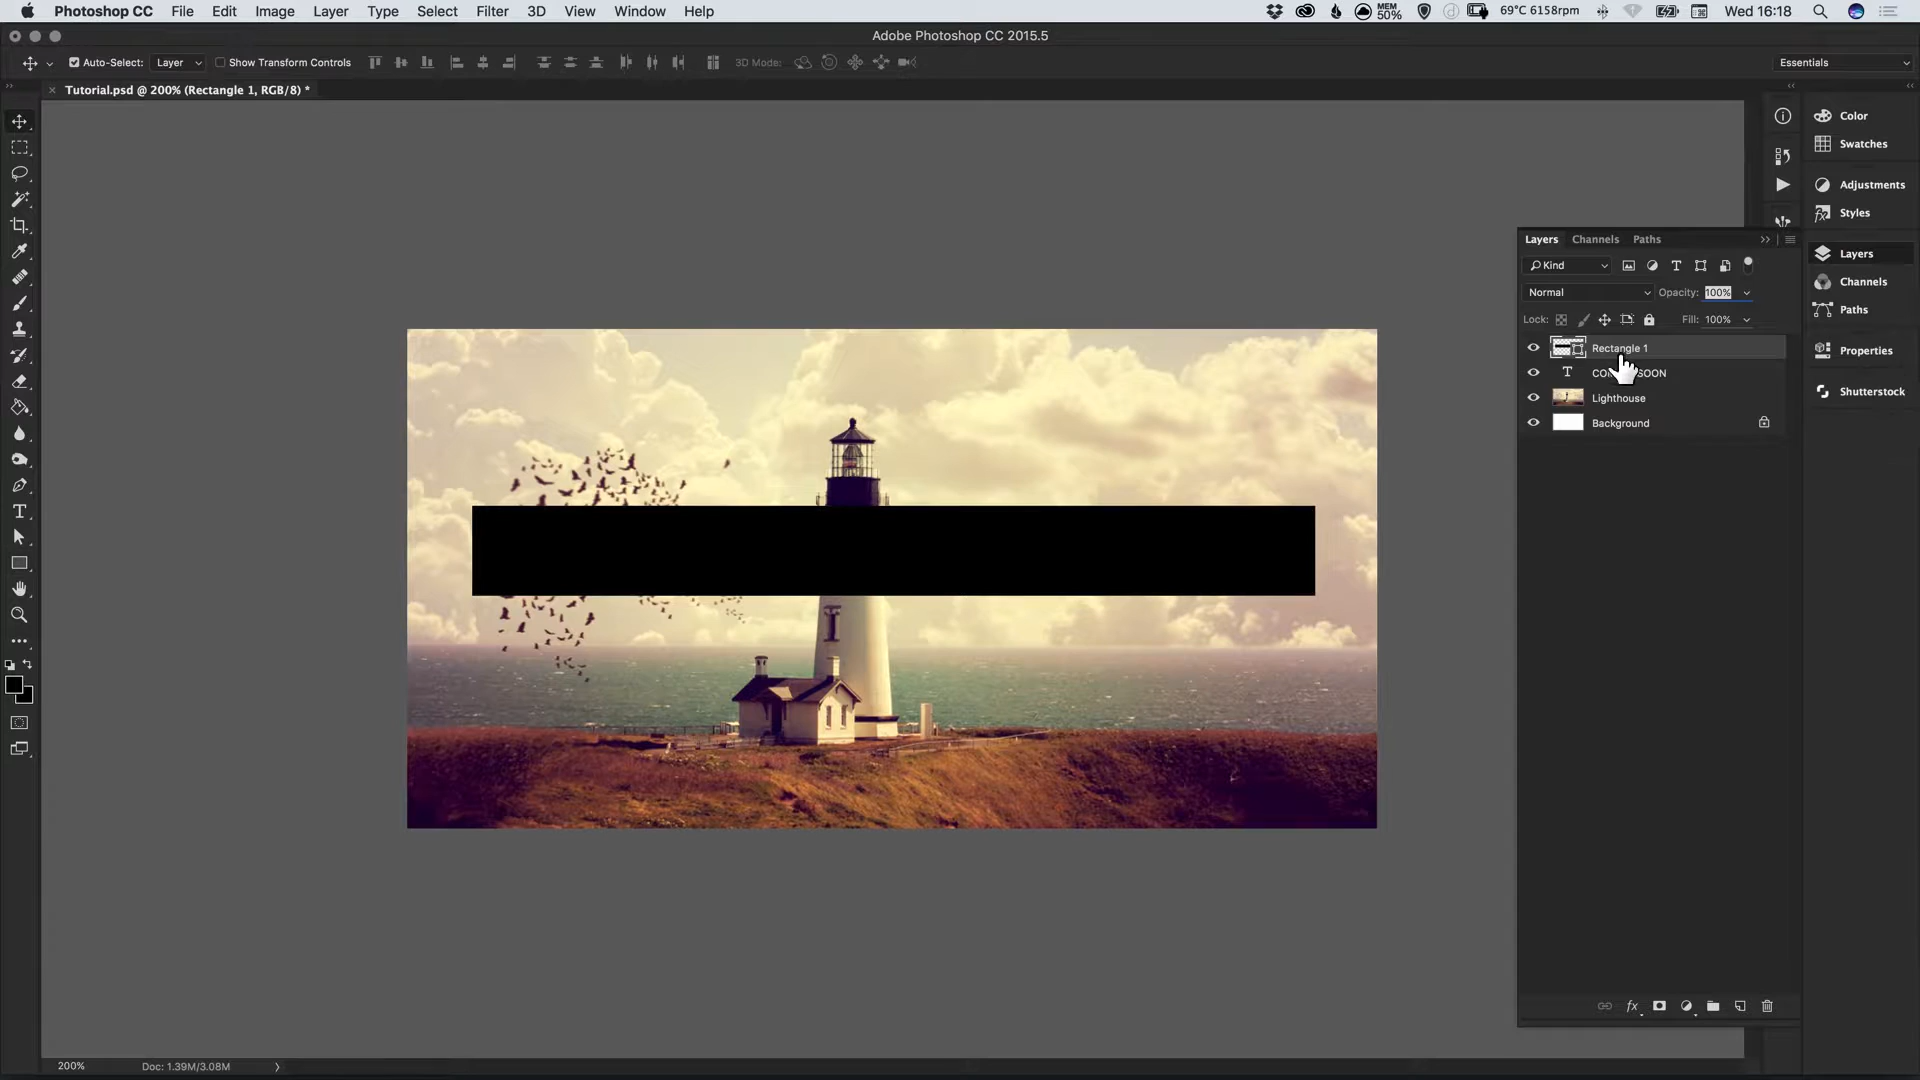 Photoshop CC File Edit Image Layer Type Select Filter 3D View Window Help MEM 50% 69°C 6158rpm Wed 16:18
Adobe Photoshop CC 2015.5
Auto-Select: Layer Show Transform Controls 3D Mode: Essentials
Tutorial.psd @ 200% (Rectangle 1, RGB/8) *
Color
Swatches
Adjustments
Styles
Layers
Channels
Paths
Properties
Shutterstock
Layers Channels Paths
Kind
Normal Opacity: 100%
Lock: Fill: 100%
Rectangle 1
SOON
Lighthouse
Background
fx
200% Doc: 1.39M/3.08M